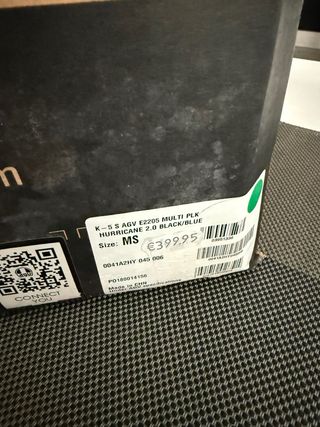 m
K-5 S AGV E2205 MULTI PLK
HURRICANE 2.0 BLACK/BLUE
Size: MS €399.95
0041A2HY 045 006
PO180014156
Made in CHN
CONNECT
YOU